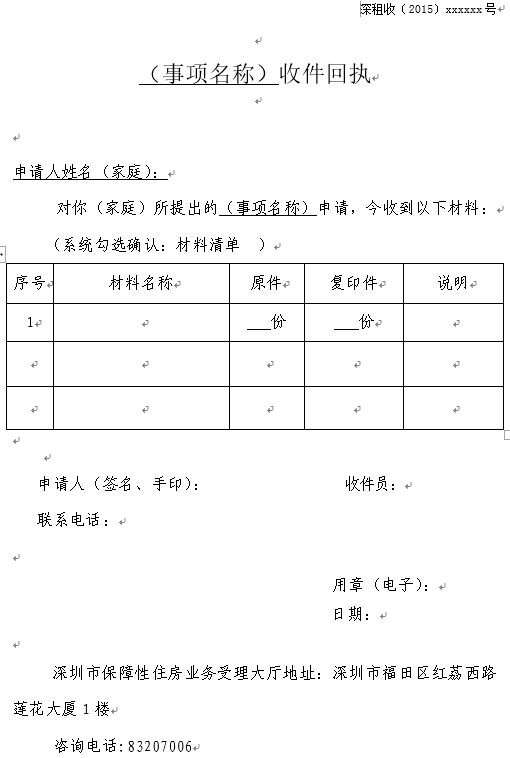 深租收（2015）xxxxxx 号
（事项名称）收件回执
申请人姓名（家庭）：
对你（家庭）所提出的（事项名称）申请，今收到以下材料：
（系统勾选确认：材料清单 ）
序号 材料名称 原件 复印件 说明
1 ___份 ___份
申请人（签名、手印）： 收件员：
联系电话：
用章（电子）：
日期：
深圳市保障性住房业务受理大厅地址：深圳市福田区红荔西路
莲花大厦 1 楼
咨询电话：83207006